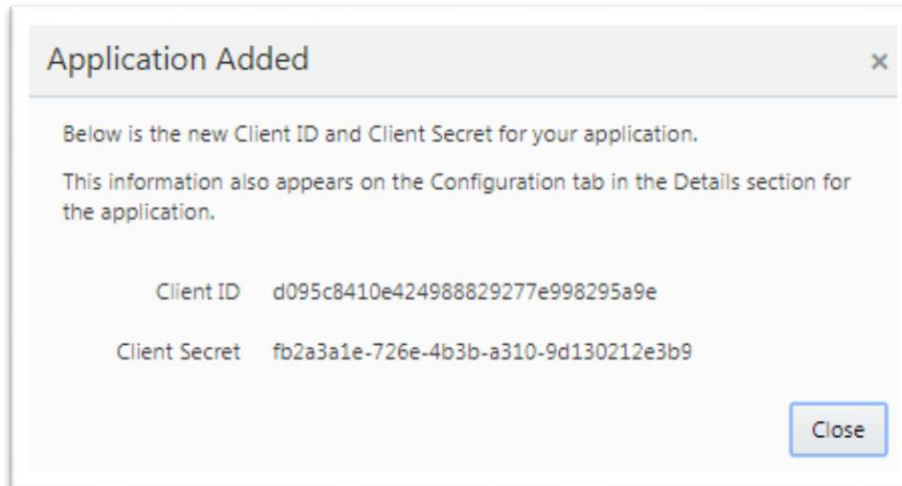 Application Added
×
Below is the new Client ID and Client Secret for your application.
This information also appears on the Configuration tab in the Details section for
the application.
Client ID d095c8410e424988829277e998295a9e
Client Secret fb2a3a1e-726e-4b3b-a310-9d130212e3b9
Close